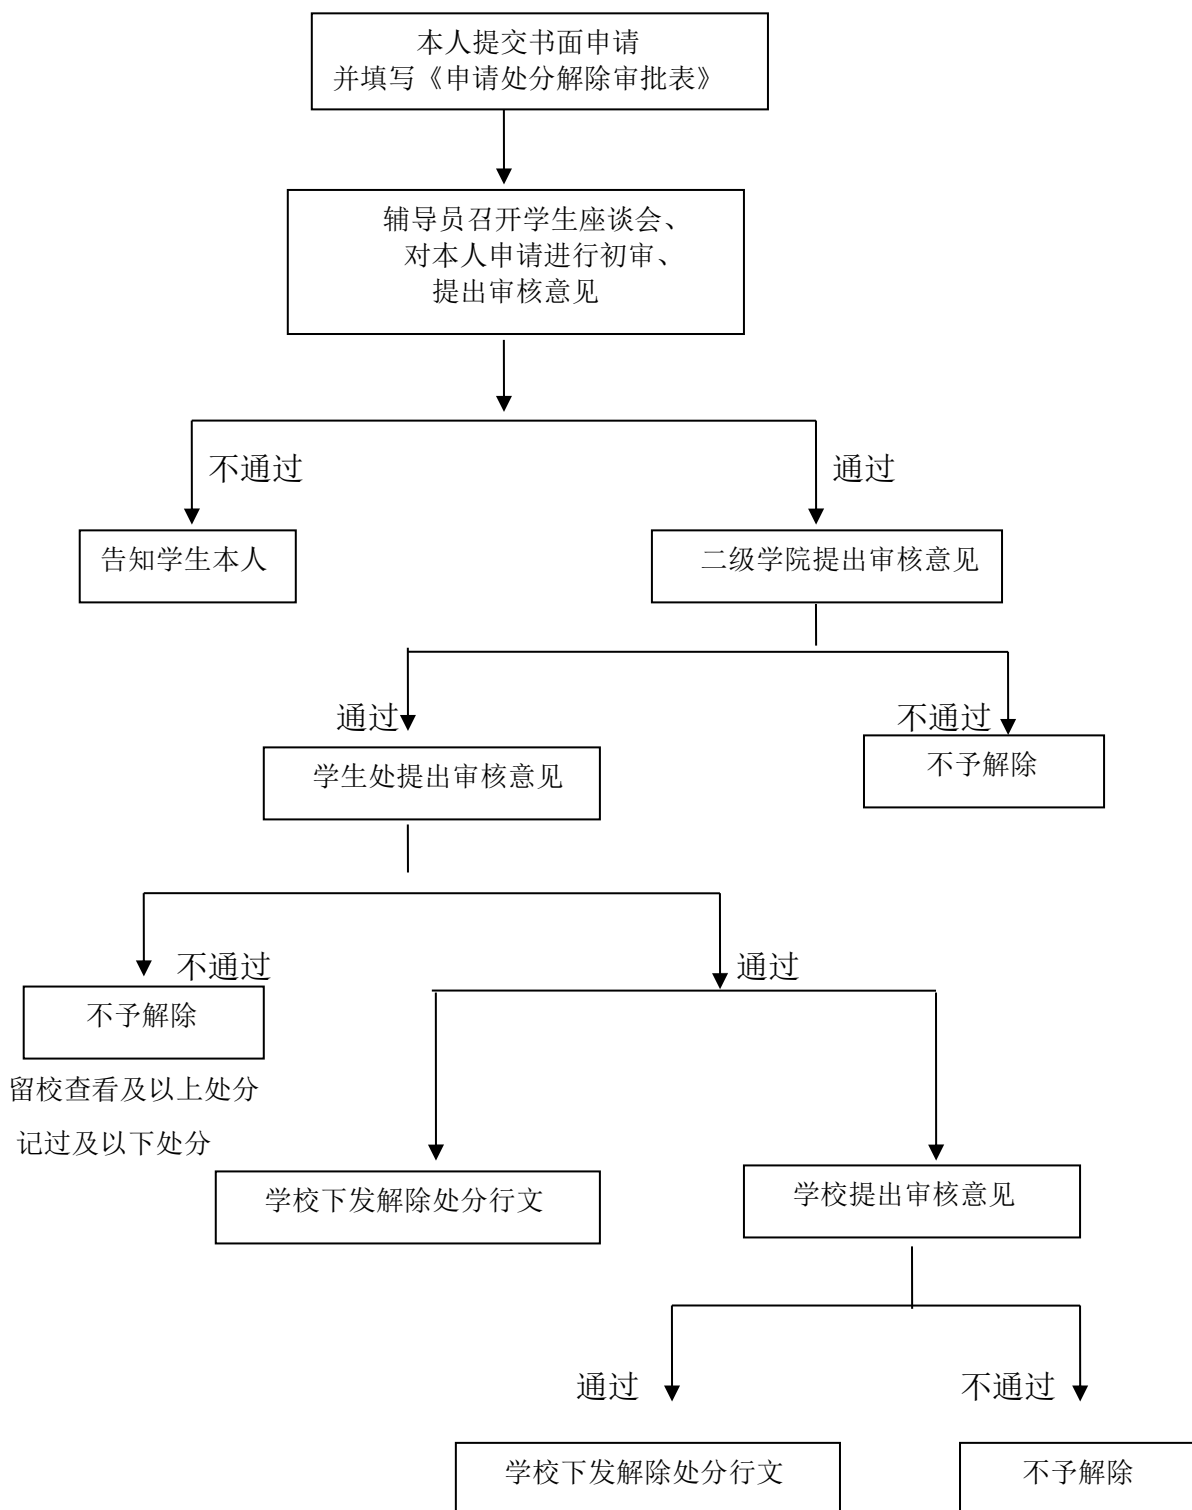 本人提交书面申请
并填写《申请处分解除审批表》
辅导员召开学生座谈会、
对本人申请进行初审、
提出审核意见
不通过
通过
告知学生本人
二级学院提出审核意见
通过
不通过
学生处提出审核意见
不予解除
不通过
通过
不予解除
留校查看及以上处分
记过及以下处分
学校下发解除处分行文
学校提出审核意见
通过
不通过
学校下发解除处分行文
不予解除